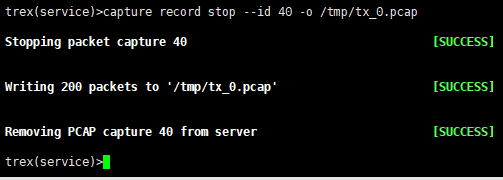 trex(service)>capture record stop --id 40 -o /tmp/tx_0.pcap
Stopping packet capture 40 [SUCCESS]
Writing 200 packets to '/tmp/tx_0.pcap' [SUCCESS]
Removing PCAP capture 40 from server [SUCCESS]
trex(service)>